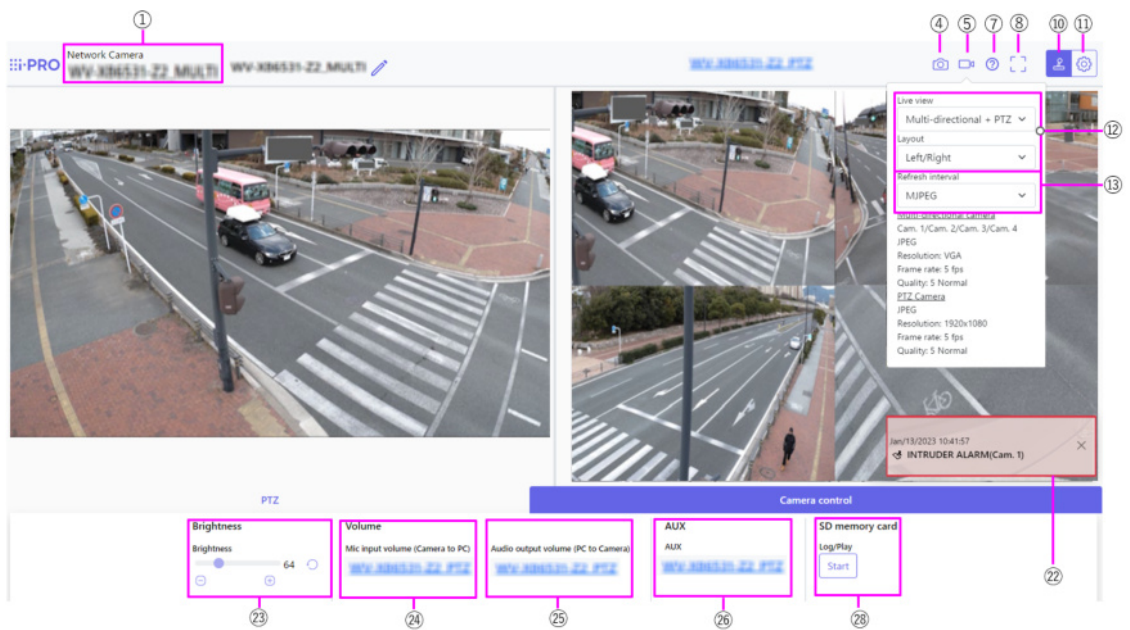 ①
④
⑤
⑦
⑧
⑩
⑪
i-PRO
Network Camera
WV-X86531-Z2_MULTI
WV-X86531-Z2_MULTI
WV-X86531-Z2_PTZ
Live view
Multi-directional + PTZ
⑫
Layout
Left/Right
Refresh interval
⑬
MJPEG
Multi-directional Camera
Cam. 1/Cam. 2/Cam. 3/Cam. 4
JPEG
Resolution: VGA
Frame rate: 5 fps
Quality: 5 Normal
PTZ Camera
JPEG
Resolution: 1920x1080
Frame rate: 5 fps
Quality: 5 Normal
Jan/13/2023 10:41:57
INTRUDER ALARM(Cam. 1)
PTZ
Camera control
Brightness
Volume
AUX
SD memory card
Brightness
Mic input volume (Camera to PC)
Audio output volume (PC to Camera)
AUX
Log/Play
64
WV-X86531-Z2_PTZ
WV-X86531-Z2_PTZ
WV-X86531-Z2_PTZ
Start
㉒
㉓
㉔
㉕
㉖
㉘